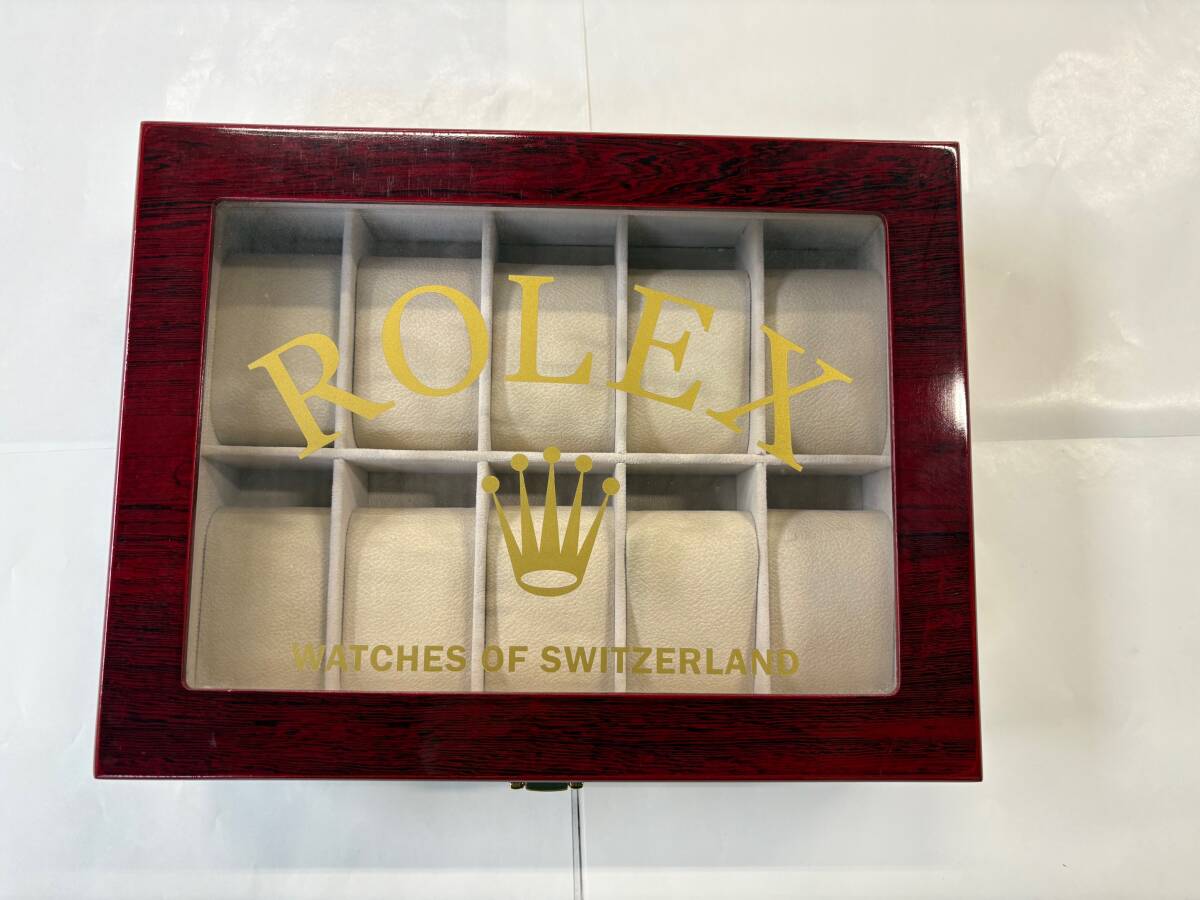 ROLEX
WATCHES OF SWITZERLAND